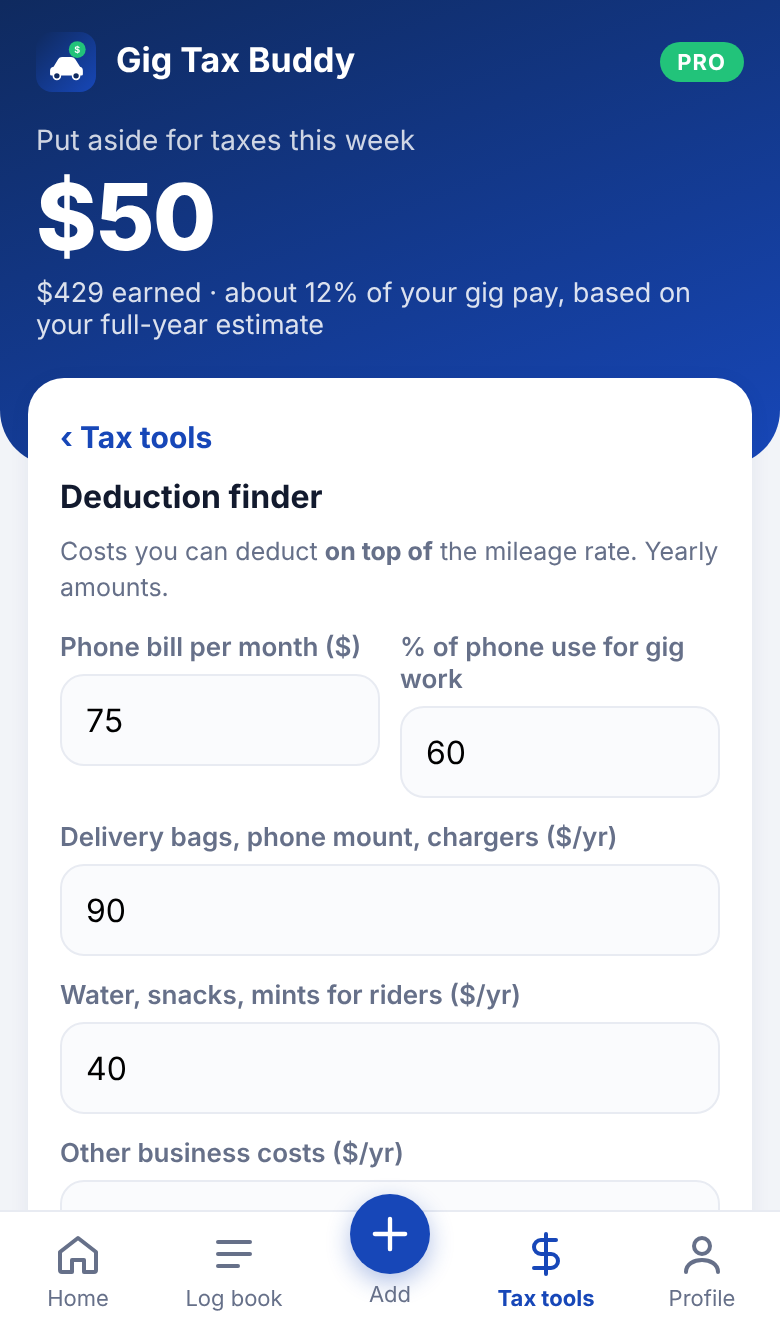 $
Gig Tax Buddy
PRO
Put aside for taxes this week
$50
$429 earned · about 12% of your gig pay, based on
your full-year estimate
‹ Tax tools
Deduction finder
Costs you can deduct on top of the mileage rate. Yearly
amounts.
Phone bill per month ($)
% of phone use for gig
work
75
60
Delivery bags, phone mount, chargers ($/yr)
90
Water, snacks, mints for riders ($/yr)
40
Other business costs ($/yr)
Home
Log book
Add
Tax tools
Profile